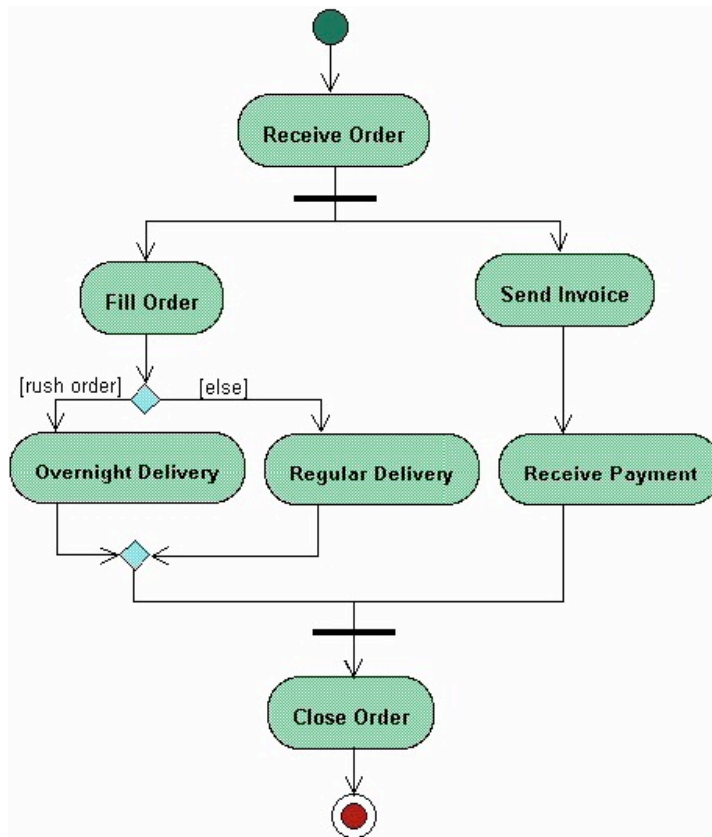 Receive Order
Fill Order
Send Invoice
[rush order]
[else]
Overnight Delivery
Regular Delivery
Receive Payment
Close Order